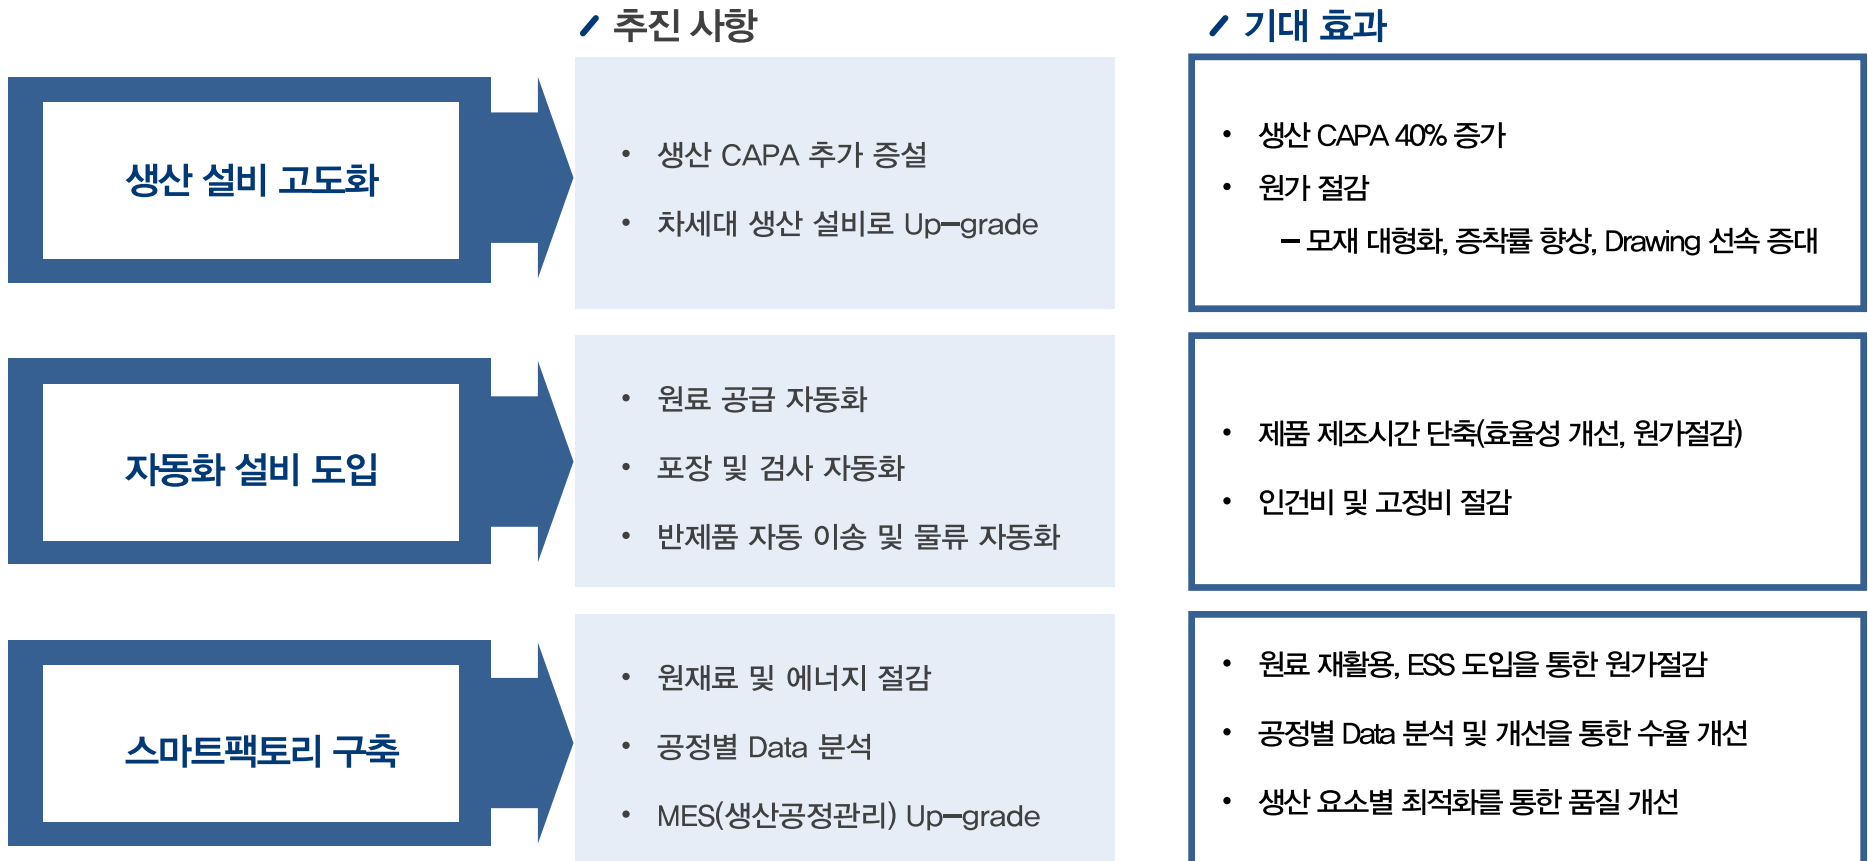 추진 사항
기대 효과
생산 설비 고도화
• 생산 CAPA 추가 증설
• 차세대 생산 설비로 Up-grade
• 생산 CAPA 40% 증가
• 원가 절감
- 모재 대형화, 증착률 향상, Drawing 선속 증대
자동화 설비 도입
• 원료 공급 자동화
• 포장 및 검사 자동화
• 반제품 자동 이송 및 물류 자동화
• 제품 제조시간 단축(효율성 개선, 원가절감)
• 인건비 및 고정비 절감
스마트팩토리 구축
• 원재료 및 에너지 절감
• 공정별 Data 분석
• MES(생산공정관리) Up-grade
• 원료 재활용, ESS 도입을 통한 원가절감
• 공정별 Data 분석 및 개선을 통한 수율 개선
• 생산 요소별 최적화를 통한 품질 개선